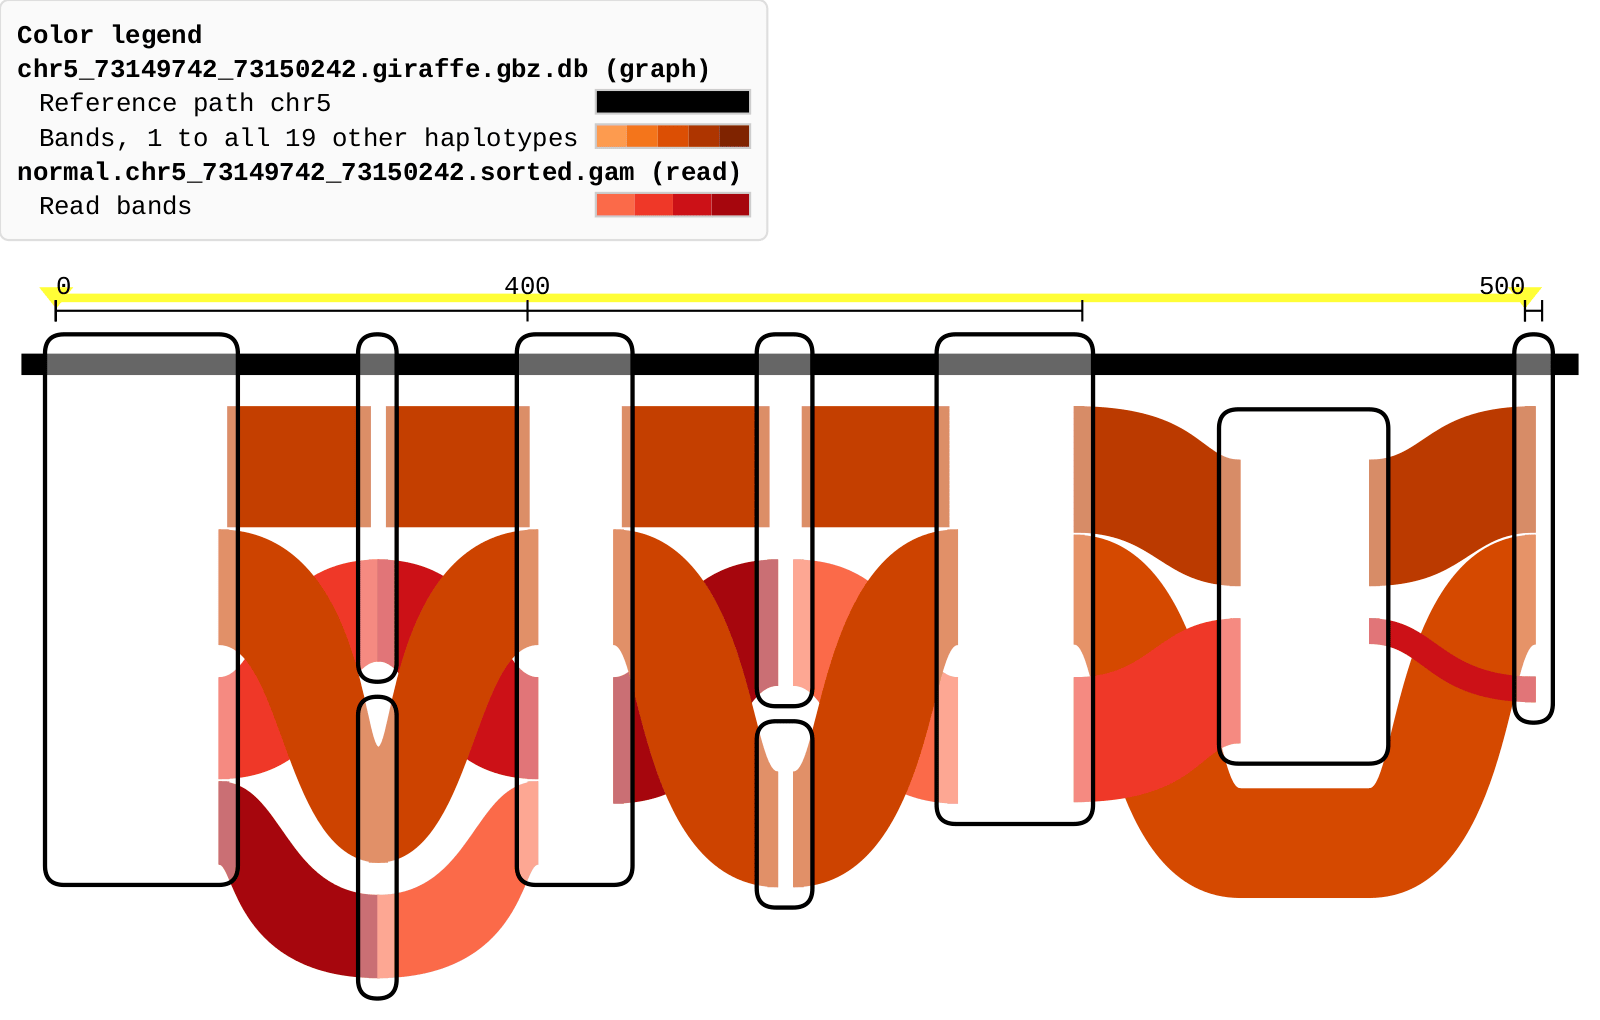 Color legend
chr5_73149742_73150242.giraffe.gbz.db (graph)
Reference path chr5
Bands, 1 to all 19 other haplotypes
normal.chr5_73149742_73150242.sorted.gam (read)
Read bands
0 400 500